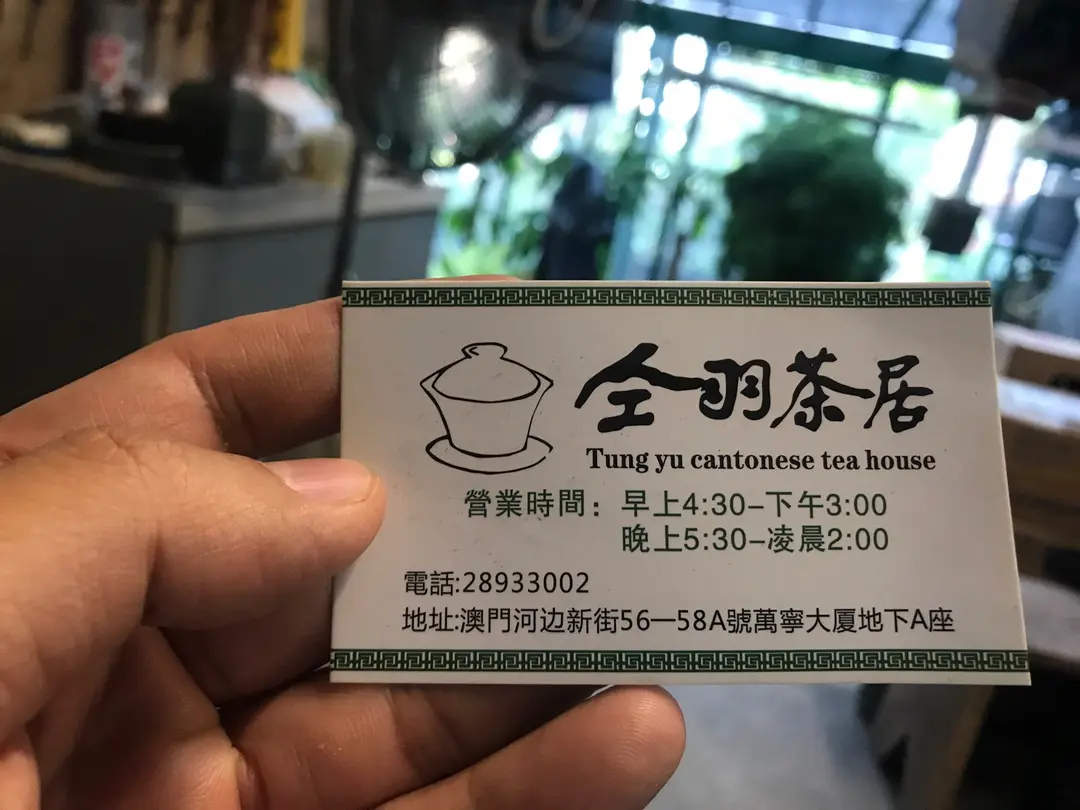 仝羽茶居
Tung yu cantonese tea house
營業時間：早上4:30-下午3:00
晚上5:30-凌晨2:00
電話:28933002
地址:澳門河边新街56—58A號萬寧大厦地下A座